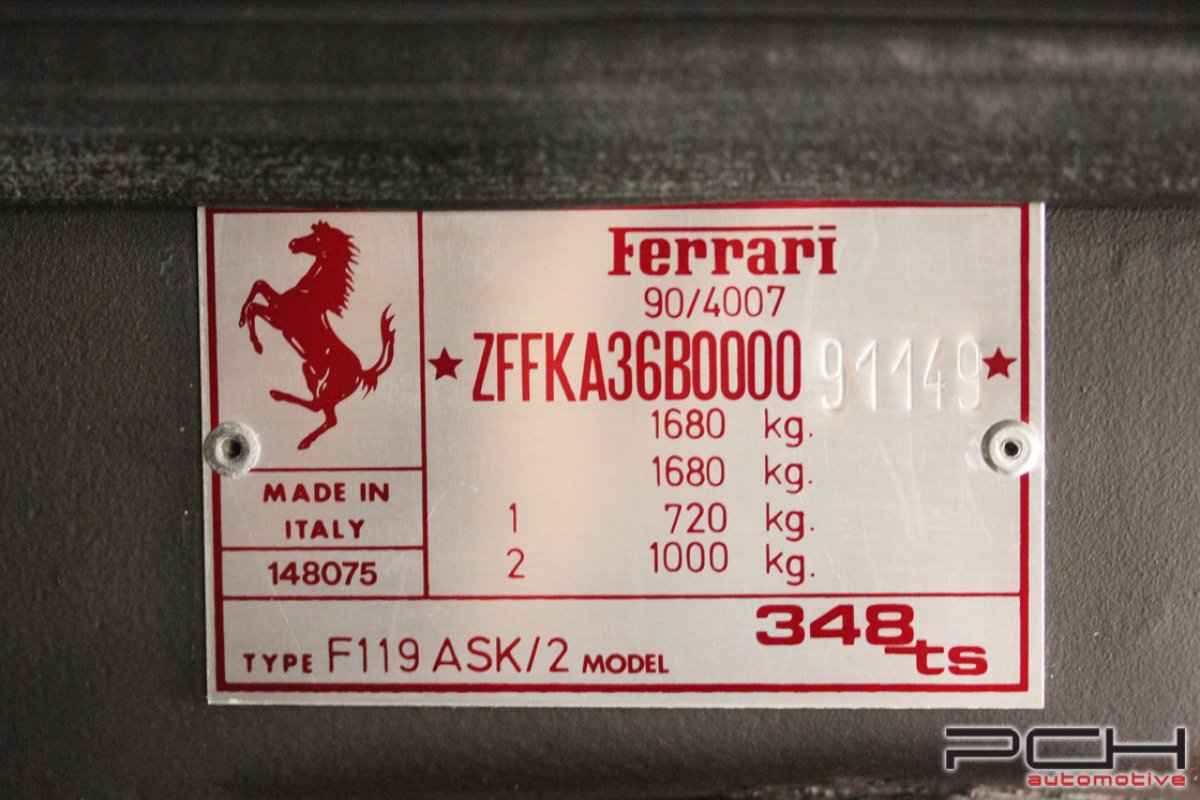 Ferrari
90/4007
★ ZFFKA36B0000 91149 ★
1680 kg.
1680 kg.
1 720 kg.
2 1000 kg.
MADE IN
ITALY
148075
TYPE F119 ASK/2 MODEL 348 ts
PCH
automotive